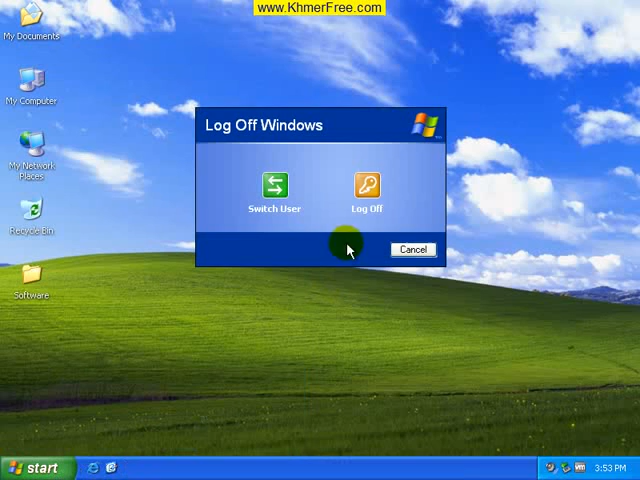 www.KhmerFree.com
My Documents
My Computer
My Network
Places
Recycle Bin
Software
Log Off Windows
Switch User
Log Off
Cancel
start
3:53 PM